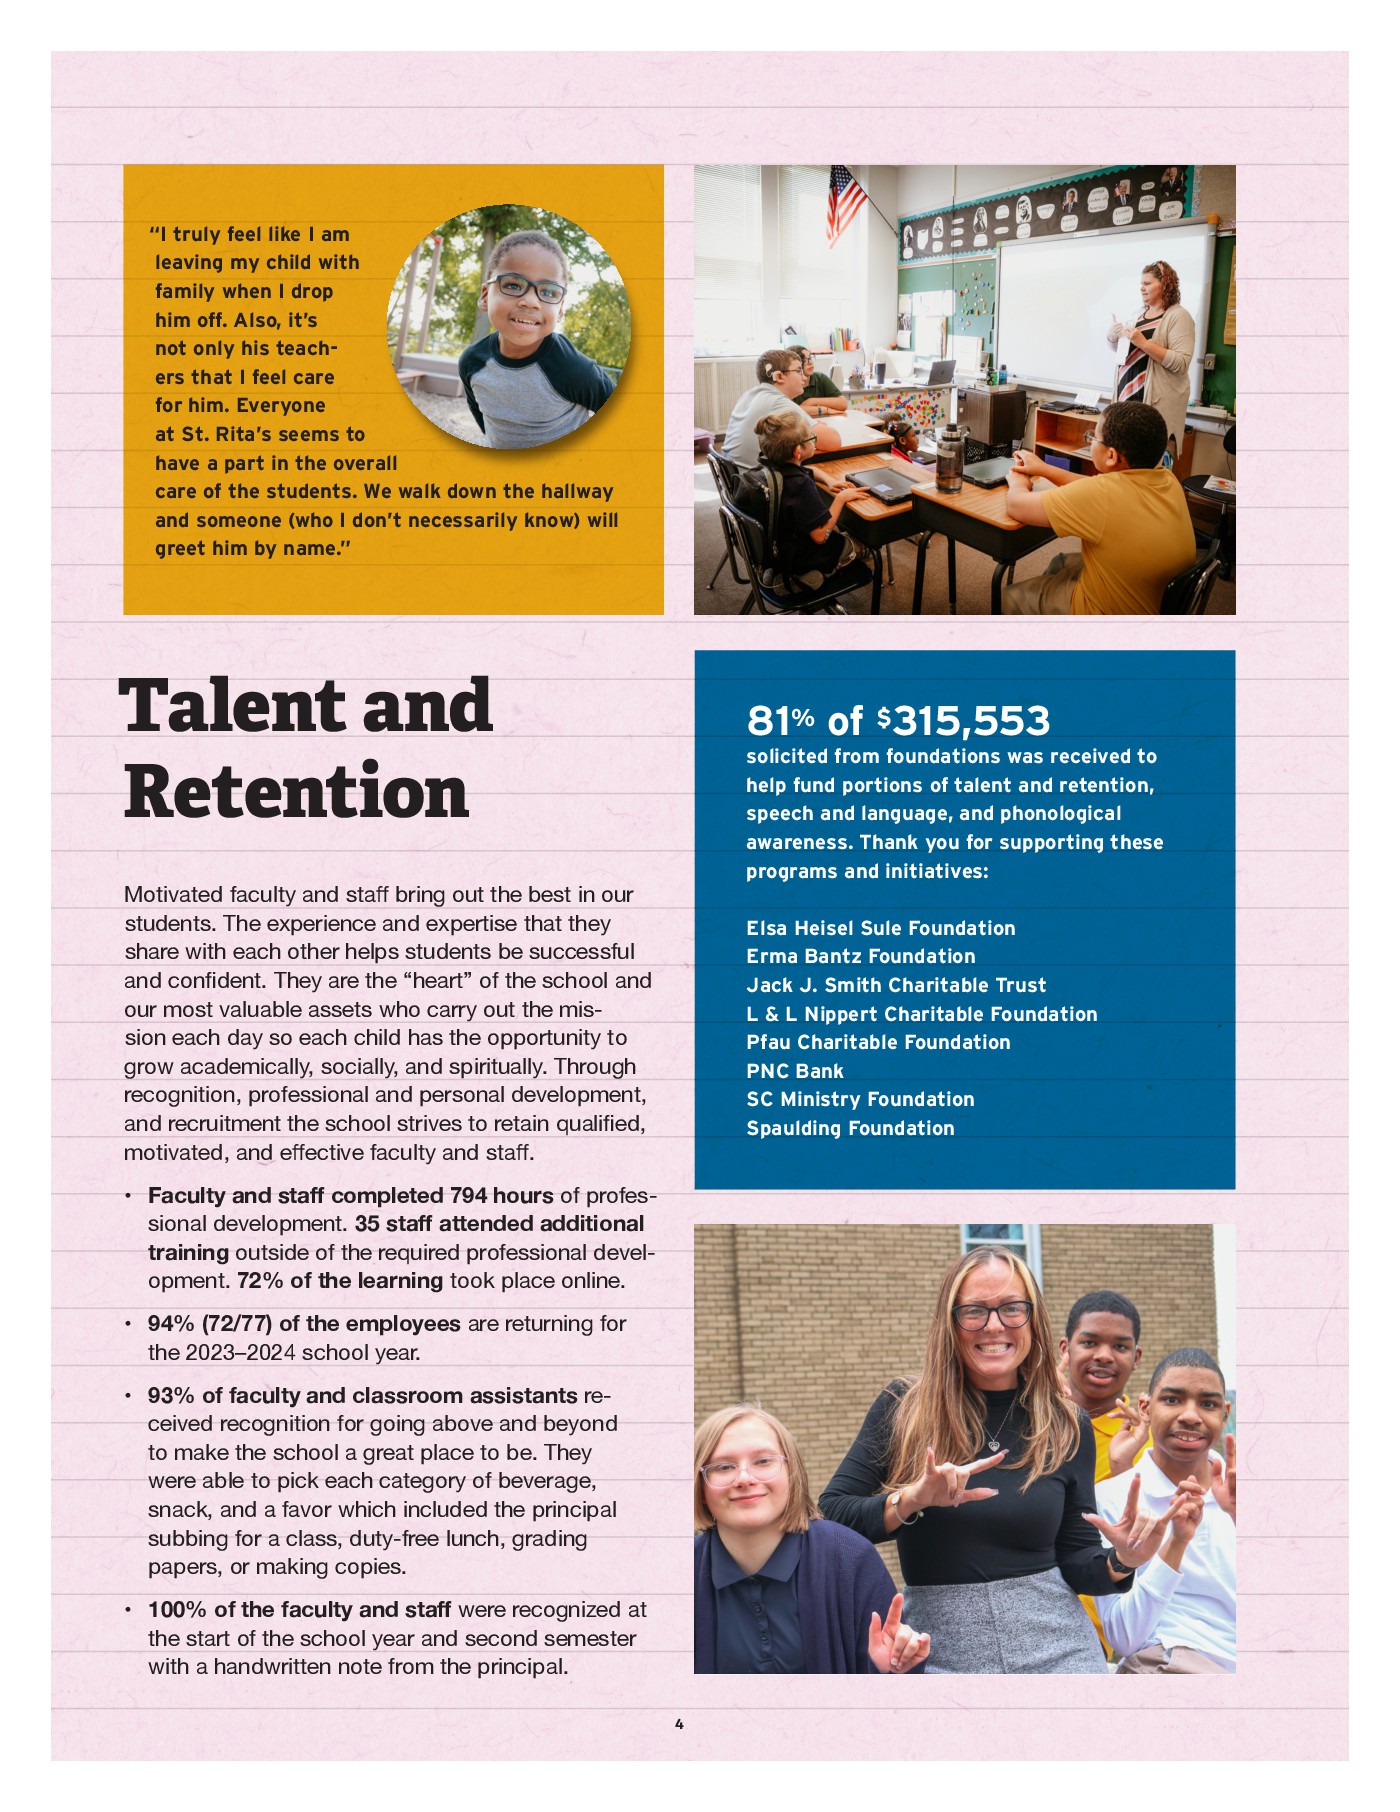 “I truly feel like I am
leaving my child with
family when I drop
him off. Also, it’s
not only his teach-
ers that I feel care
for him. Everyone
at St. Rita’s seems to
have a part in the overall
care of the students. We walk down the hallway
and someone (who I don’t necessarily know) will
greet him by name.”
Talent and
Retention
Motivated faculty and staff bring out the best in our
students. The experience and expertise that they
share with each other helps students be successful
and confident. They are the “heart” of the school and
our most valuable assets who carry out the mis-
sion each day so each child has the opportunity to
grow academically, socially, and spiritually. Through
recognition, professional and personal development,
and recruitment the school strives to retain qualified,
motivated, and effective faculty and staff.
• Faculty and staff completed 794 hours of profes-
sional development. 35 staff attended additional
training outside of the required professional devel-
opment. 72% of the learning took place online.
• 94% (72/77) of the employees are returning for
the 2023–2024 school year.
• 93% of faculty and classroom assistants re-
ceived recognition for going above and beyond
to make the school a great place to be. They
were able to pick each category of beverage,
snack, and a favor which included the principal
subbing for a class, duty-free lunch, grading
papers, or making copies.
• 100% of the faculty and staff were recognized at
the start of the school year and second semester
with a handwritten note from the principal.
81% of $315,553
solicited from foundations was received to
help fund portions of talent and retention,
speech and language, and phonological
awareness. Thank you for supporting these
programs and initiatives:
Elsa Heisel Sule Foundation
Erma Bantz Foundation
Jack J. Smith Charitable Trust
L & L Nippert Charitable Foundation
Pfau Charitable Foundation
PNC Bank
SC Ministry Foundation
Spaulding Foundation
4